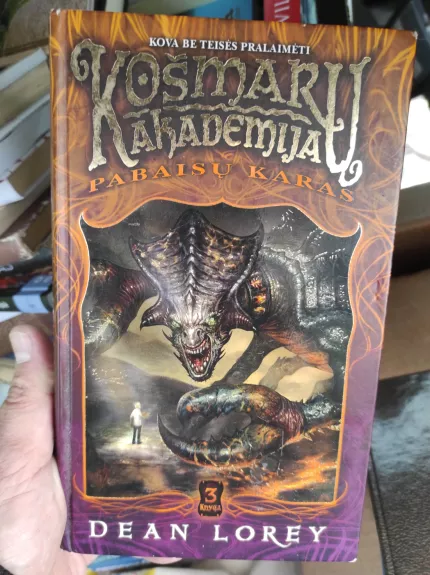 KOVA BE TEISĖS PRALAIMĖTI
KOŠMARŲ
AKADEMIJA
PABAISŲ KARAS
3
KNYGA
DEAN LOREY